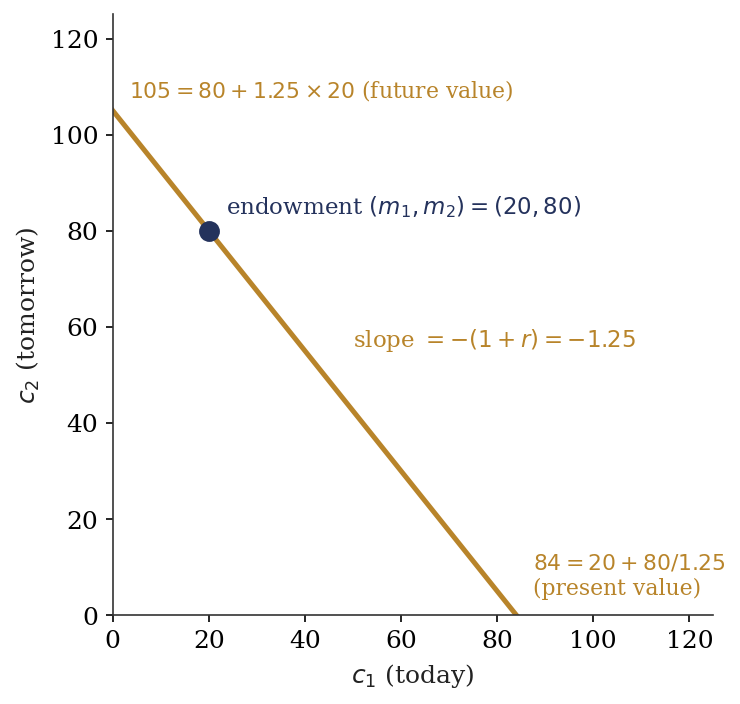 120
105 = 80 + 1.25 × 20 (future value)
100
endowment (m₁, m₂) = (20, 80)
80
60
slope = −(1 + r) = −1.25
40
20
84 = 20 + 80/1.25
(present value)
0
0 20 40 60 80 100 120
c₁ (today)
c₂ (tomorrow)